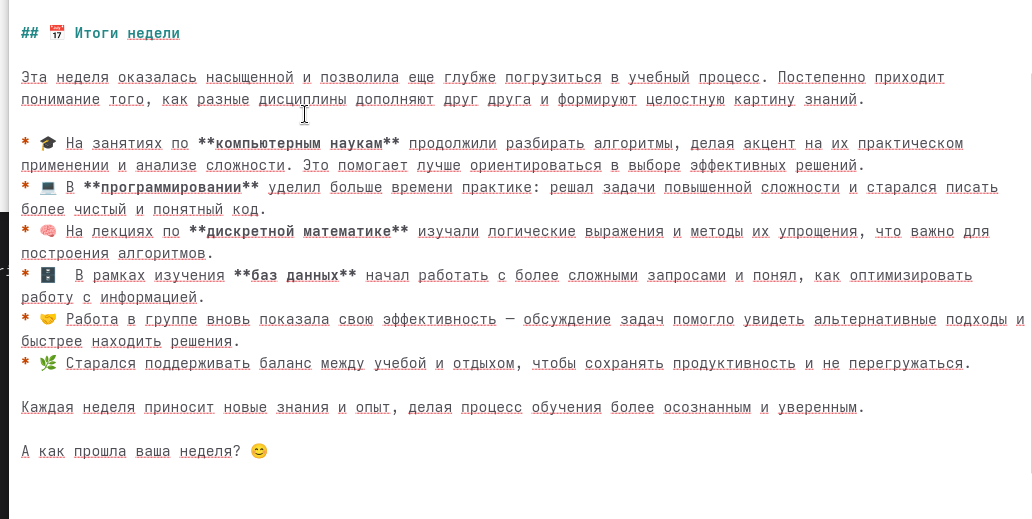 ## 📅 Итоги недели
Эта неделя оказалась насыщенной и позволила еще глубже погрузиться в учебный процесс. Постепенно приходит
понимание того, как разные дисциплины дополняют друг друга и формируют целостную картину знаний.
* 🎓 На занятиях по **компьютерным наукам** продолжили разбирать алгоритмы, делая акцент на их практическом
применении и анализе сложности. Это помогает лучше ориентироваться в выборе эффективных решений.
* 💻 В **программировании** уделил больше времени практике: решал задачи повышенной сложности и старался писать
более чистый и понятный код.
* 🧠 На лекциях по **дискретной математике** изучали логические выражения и методы их упрощения, что важно для
построения алгоритмов.
* 🗄️ В рамках изучения **баз данных** начал работать с более сложными запросами и понял, как оптимизировать
работу с информацией.
* 🤝 Работа в группе вновь показала свою эффективность — обсуждение задач помогло увидеть альтернативные подходы и
быстрее находить решения.
* 🌿 Старался поддерживать баланс между учебой и отдыхом, чтобы сохранять продуктивность и не перегружаться.
Каждая неделя приносит новые знания и опыт, делая процесс обучения более осознанным и уверенным.
А как прошла ваша неделя? 😊